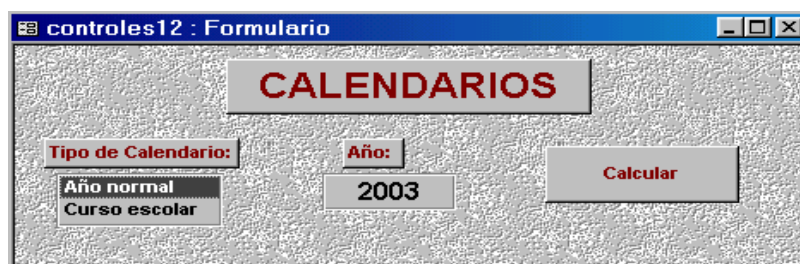 controles12 : Formulario
CALENDARIOS
Tipo de Calendario:
Año normal
Curso escolar
Año:
2003
Calcular